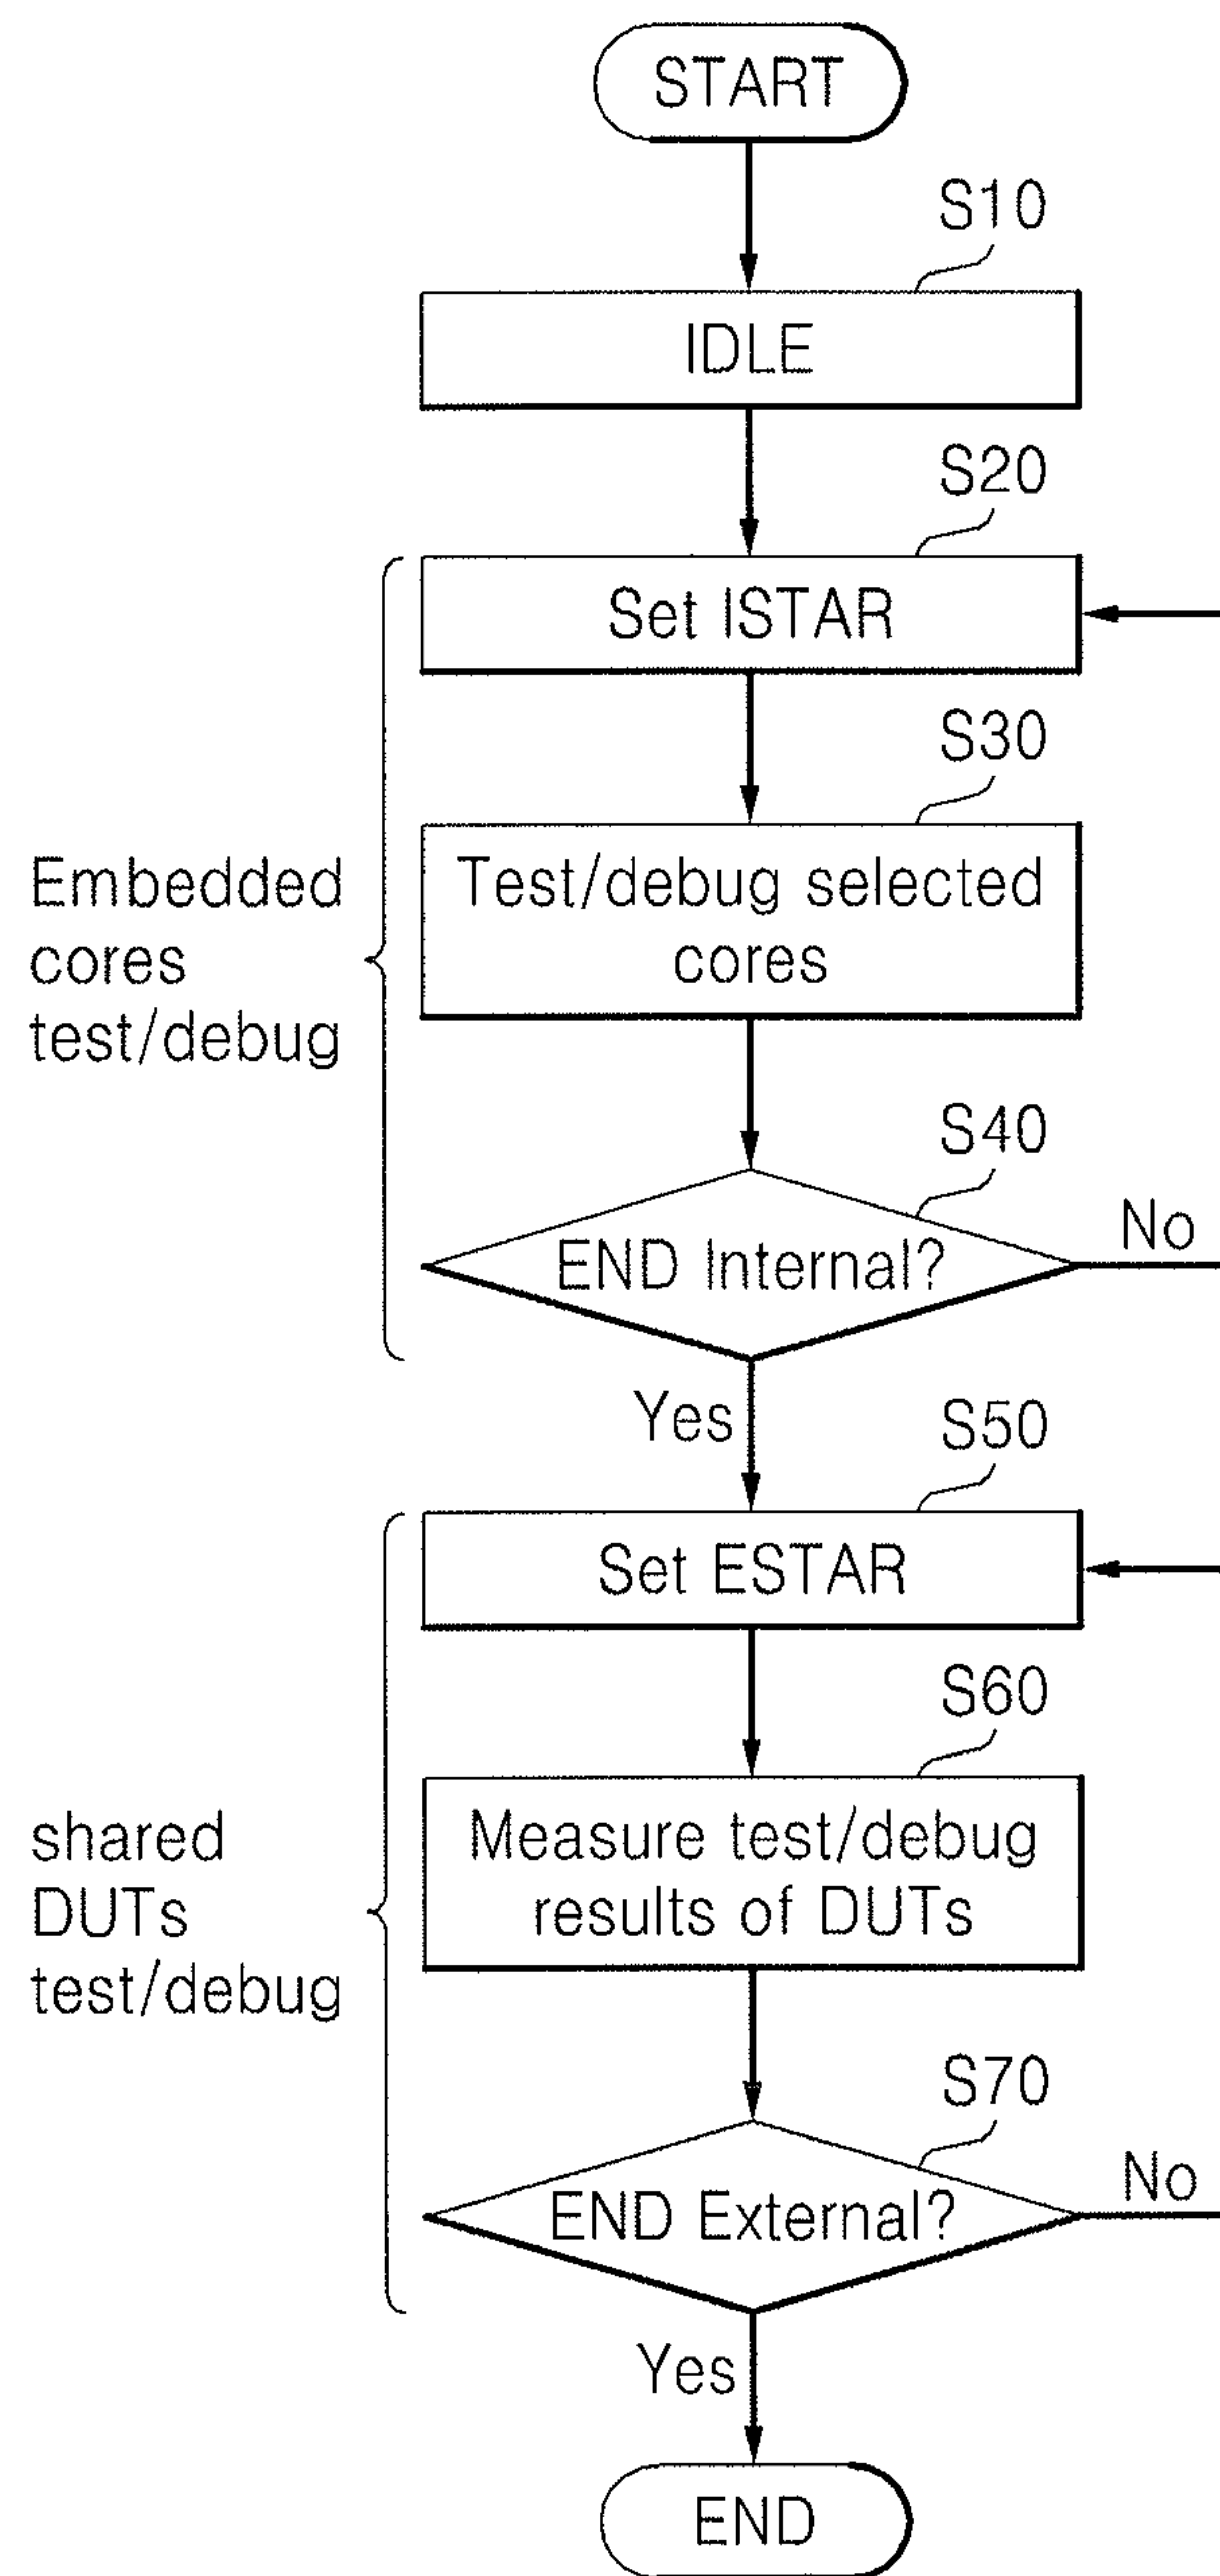 START
S10
IDLE
S20
Set ISTAR
S30
Test/debug selected
cores
Embedded
cores
test/debug
S40
END Internal?
No
Yes
S50
Set ESTAR
S60
Measure test/debug
results of DUTs
shared
DUTs
test/debug
S70
END External?
No
Yes
END